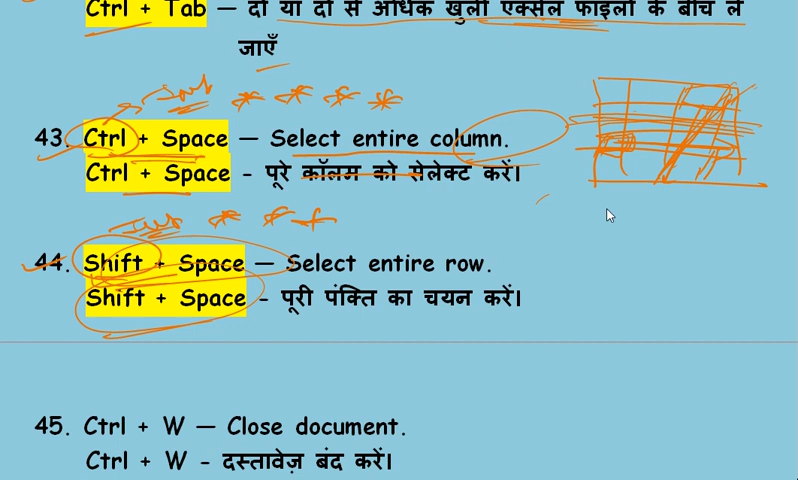 Ctrl + Tab — दो या दो से अधिक खुली एक्सेल फाइलों के बीच ले
जाएँ
43. Ctrl + Space — Select entire column.
Ctrl + Space - पूरे कॉलम को सेलेक्ट करें।
44. Shift + Space — Select entire row.
Shift + Space - पूरी पंक्ति का चयन करें।
45. Ctrl + W — Close document.
Ctrl + W - दस्तावेज़ बंद करें।